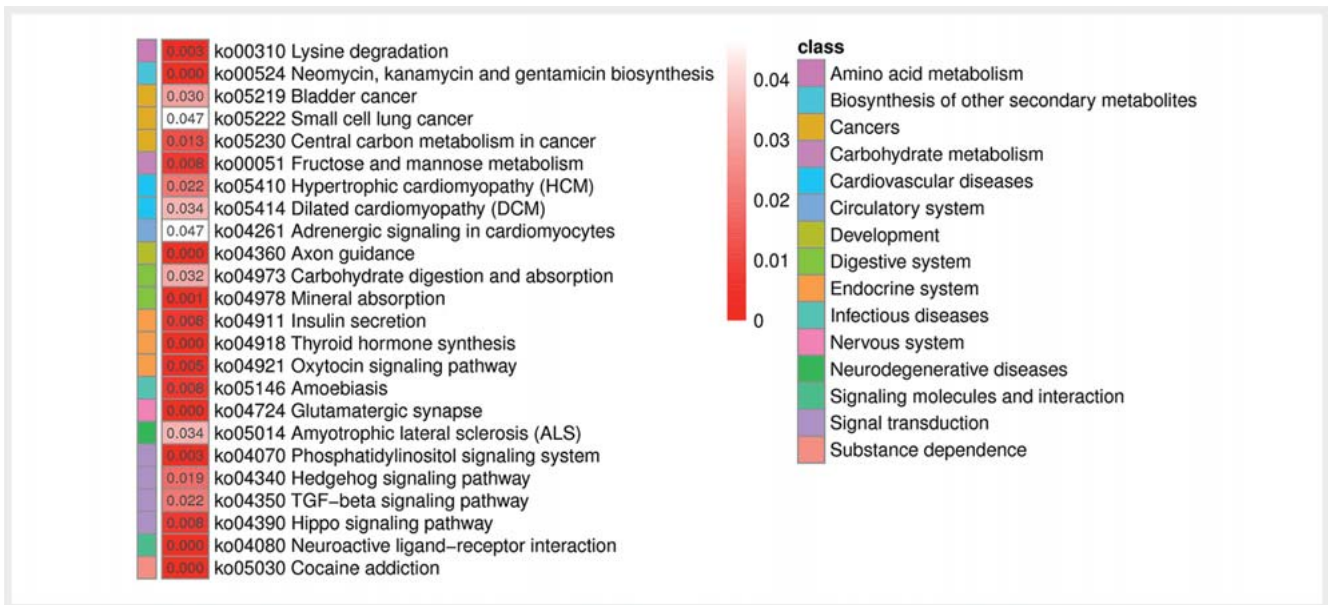 0.003 ko00310 Lysine degradation
0.000 ko00524 Neomycin, kanamycin and gentamicin biosynthesis
0.030 ko05219 Bladder cancer
0.047 ko05222 Small cell lung cancer
0.013 ko05230 Central carbon metabolism in cancer
0.008 ko00051 Fructose and mannose metabolism
0.022 ko05410 Hypertrophic cardiomyopathy (HCM)
0.034 ko05414 Dilated cardiomyopathy (DCM)
0.047 ko04261 Adrenergic signaling in cardiomyocytes
0.000 ko04360 Axon guidance
0.032 ko04973 Carbohydrate digestion and absorption
0.001 ko04978 Mineral absorption
0.008 ko04911 Insulin secretion
0.000 ko04918 Thyroid hormone synthesis
0.005 ko04921 Oxytocin signaling pathway
0.008 ko05146 Amoebiasis
0.000 ko04724 Glutamatergic synapse
0.034 ko05014 Amyotrophic lateral sclerosis (ALS)
0.003 ko04070 Phosphatidylinositol signaling system
0.019 ko04340 Hedgehog signaling pathway
0.022 ko04350 TGF−beta signaling pathway
0.008 ko04390 Hippo signaling pathway
0.000 ko04080 Neuroactive ligand−receptor interaction
0.000 ko05030 Cocaine addiction
0.04
0.03
0.02
0.01
0
class
Amino acid metabolism
Biosynthesis of other secondary metabolites
Cancers
Carbohydrate metabolism
Cardiovascular diseases
Circulatory system
Development
Digestive system
Endocrine system
Infectious diseases
Nervous system
Neurodegenerative diseases
Signaling molecules and interaction
Signal transduction
Substance dependence